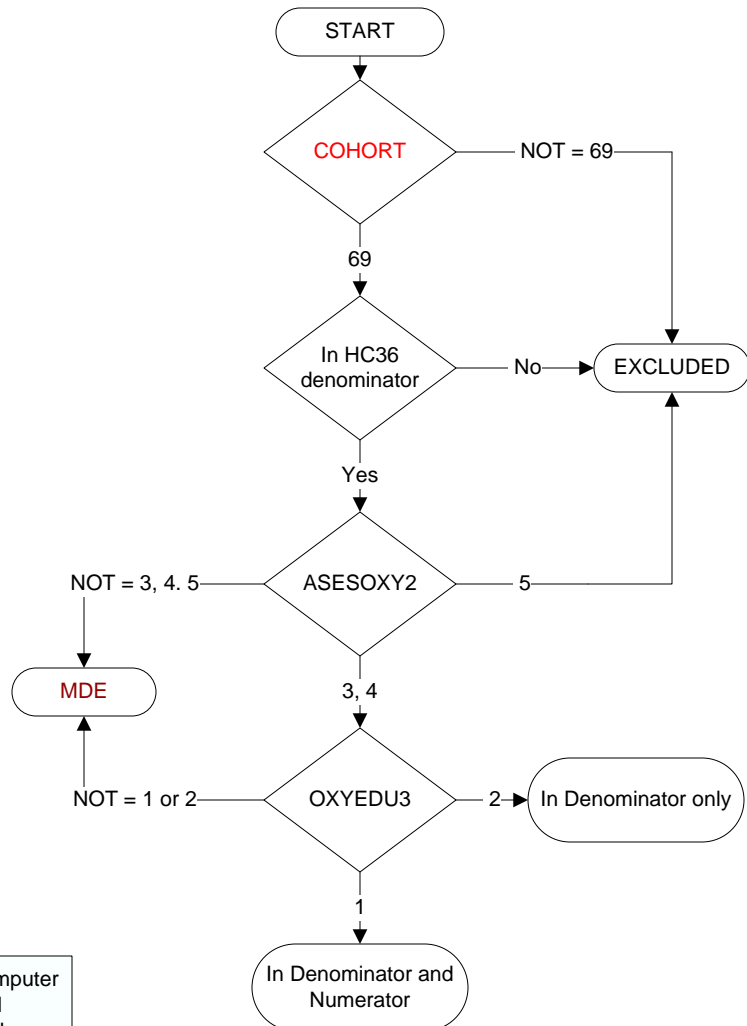 START
COHORT
NOT = 69
69
In HC36
denominator
No
EXCLUDED
Yes
NOT = 3, 4. 5
ASESOXY2
5
MDE
3, 4
NOT = 1 or 2
OXYEDU3
2
In Denominator only
1
In Denominator and
Numerator